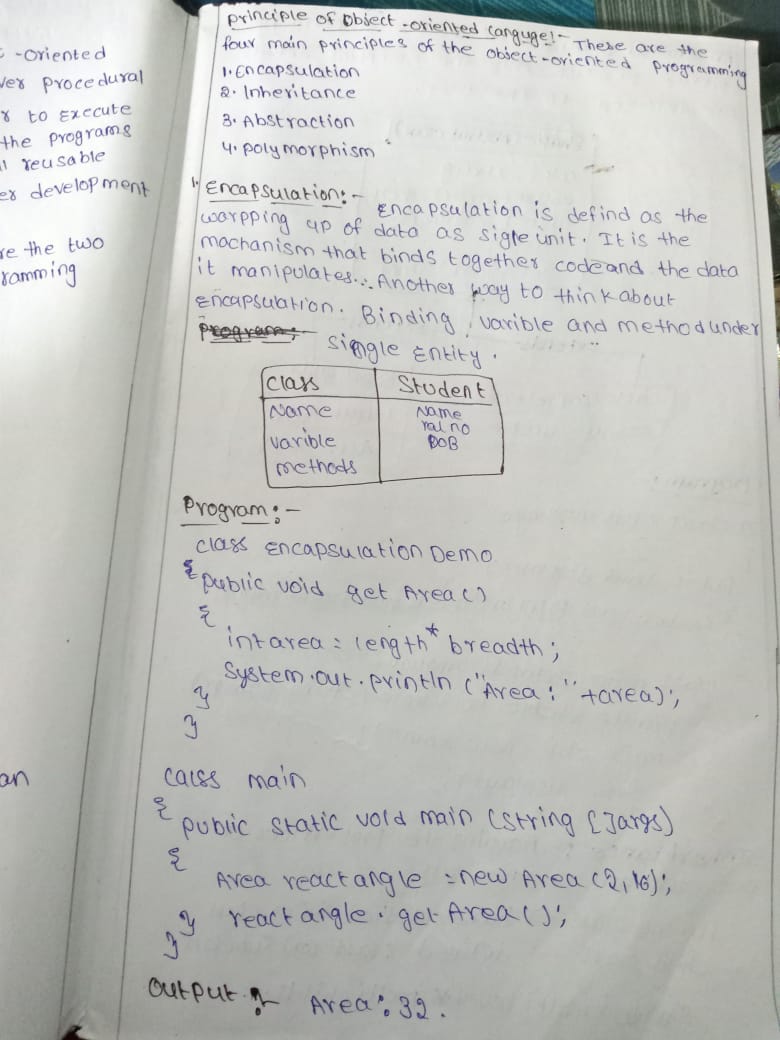 - Oriented
ver procedural
r to Execute
the programs
reusable
er development
re the two
ramming
an
principle of Object -oriented languge:- These are the
four main principles of the object-oriented programming
1. Encapsulation
2. Inheritance
3. Abstraction
4. polymorphism
1. Encapsulation:-
Encapsulation is defind as the
warpping up of data as sigle unit. It is the
machanism that binds together code and the data
it manipulates... Another way to think about
Encapsulation. Binding varible and method under
program:-
single Entity.
Class Student
Name Name
ral no
varible DOB
methods
Program:-
class Encapsulation Demo
{ public void get Area()
{
int area = length * breadth;
System.out.println ("Area:" +area);
}
}
calss main
{ public static void main (string []args)
{
Area reactangle = new Area (2,16);
} reactangle. get Area();
}
Output:- Area: 32.